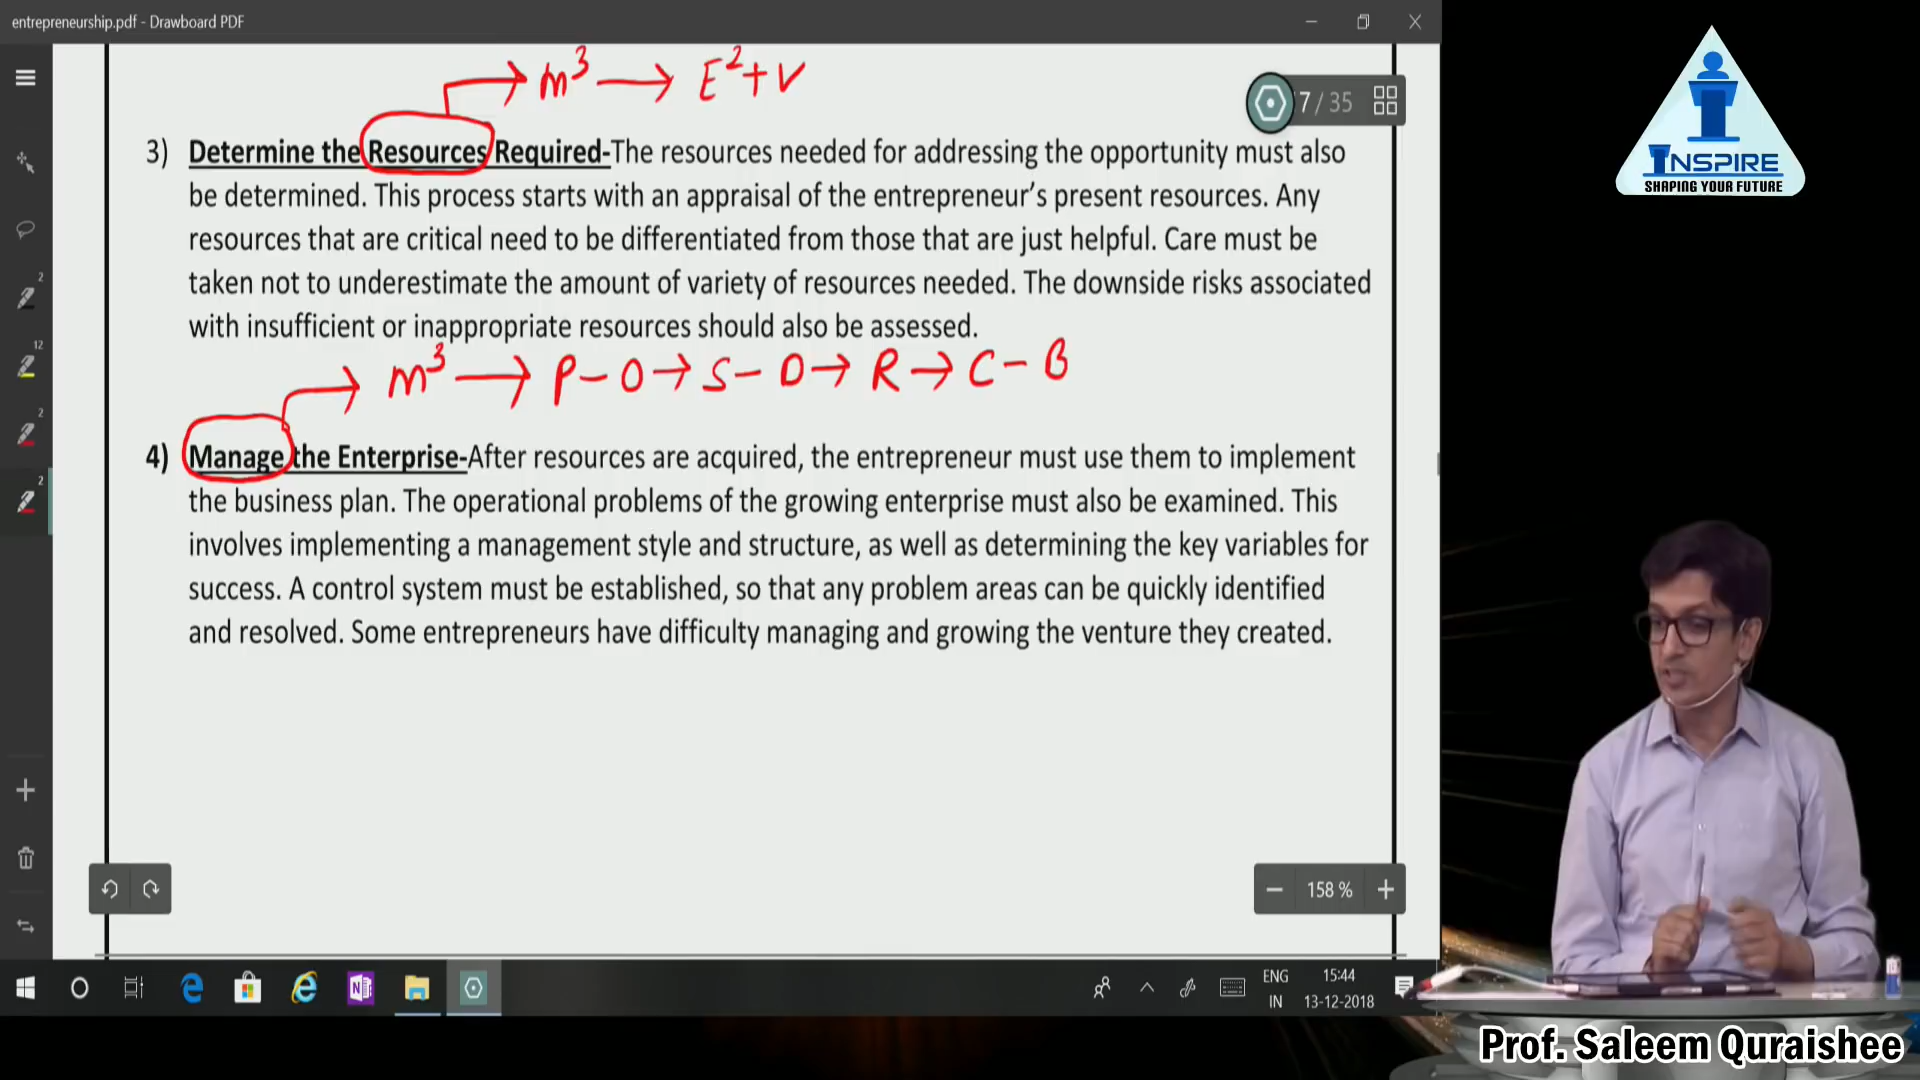 entrepreneurship.pdf - Drawboard PDF
m³ → E²+V
7 / 35
3) Determine the Resources Required-The resources needed for addressing the opportunity must also
be determined. This process starts with an appraisal of the entrepreneur's present resources. Any
resources that are critical need to be differentiated from those that are just helpful. Care must be
taken not to underestimate the amount of variety of resources needed. The downside risks associated
with insufficient or inappropriate resources should also be assessed.
m³ → P-O→S-D→R→C-B
4) Manage the Enterprise-After resources are acquired, the entrepreneur must use them to implement
the business plan. The operational problems of the growing enterprise must also be examined. This
involves implementing a management style and structure, as well as determining the key variables for
success. A control system must be established, so that any problem areas can be quickly identified
and resolved. Some entrepreneurs have difficulty managing and growing the venture they created.
2
12
2
2
158 %
ENG
IN
15:44
13-12-2018
INSPIRE
SHAPING YOUR FUTURE
Prof. Saleem Quraishee